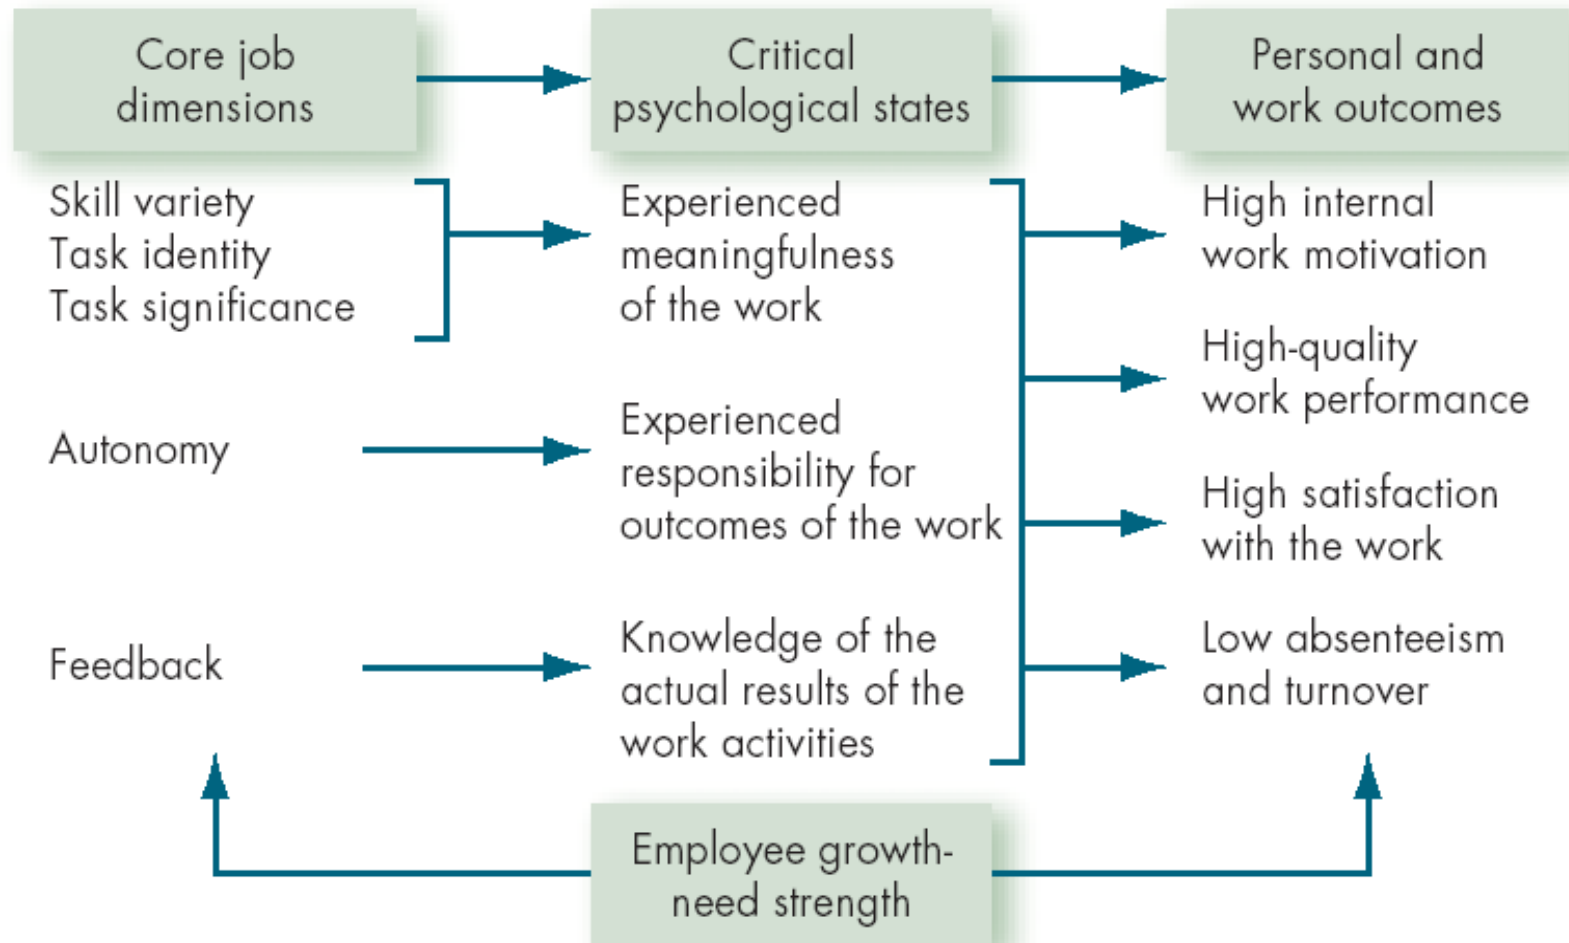 Core job
dimensions
Critical
psychological states
Personal and
work outcomes
Skill variety
Task identity
Task significance
Experienced
meaningfulness
of the work
High internal
work motivation
High-quality
work performance
Autonomy
Experienced
responsibility for
outcomes of the work
High satisfaction
with the work
Feedback
Knowledge of the
actual results of the
work activities
Low absenteeism
and turnover
Employee growth-
need strength